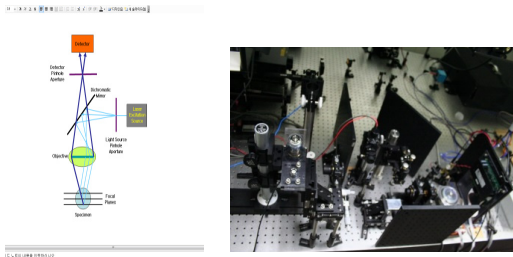 Detector
Detector
Pinhole
Aperture
Dichromatic
Mirror
Laser
Excitation
Source
Light Source
Pinhole
Aperture
Objective
Focal
Planes
Specimen